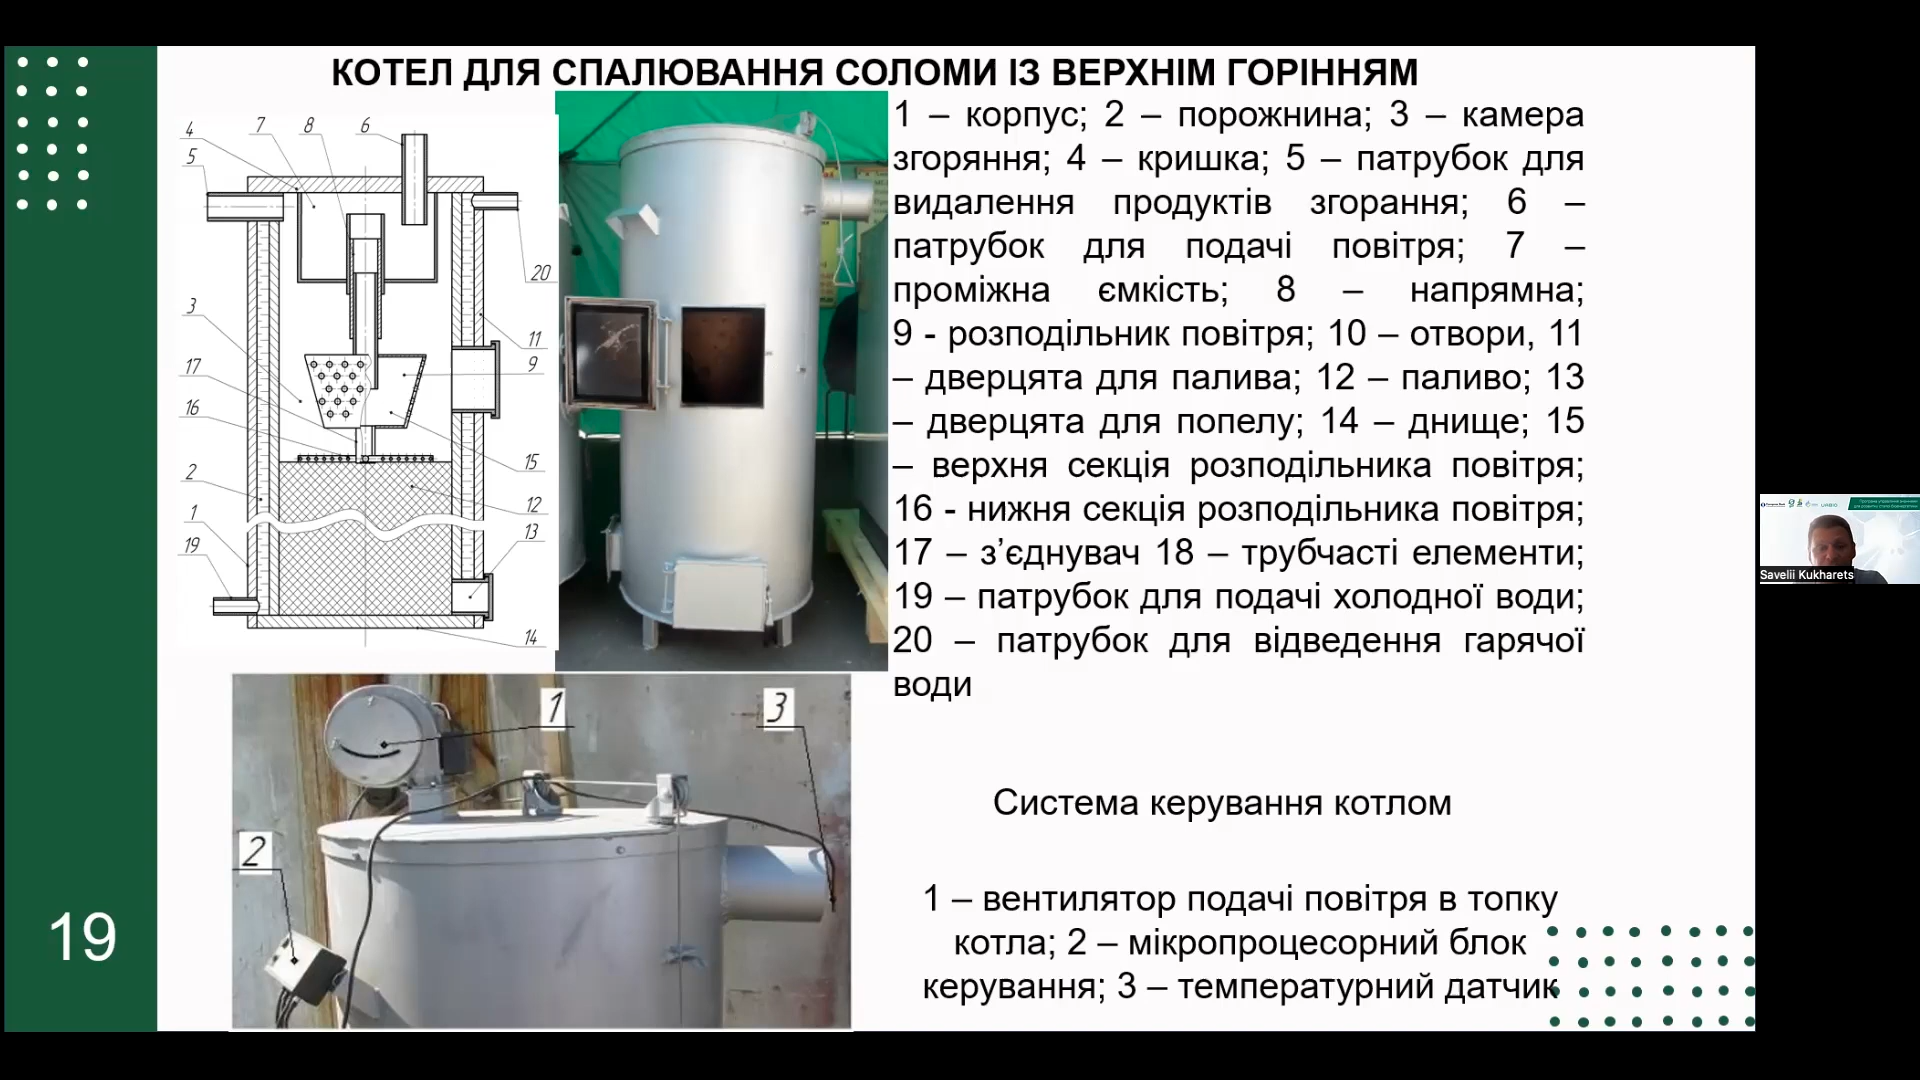 КОТЕЛ ДЛЯ СПАЛЮВАННЯ СОЛОМИ ІЗ ВЕРХНІМ ГОРІННЯМ
4
7
8
6
5
20
3
11
9
17
16
15
2
12
1
13
19
14
1 – корпус; 2 – порожнина; 3 – камера
згоряння; 4 – кришка; 5 – патрубок для
видалення продуктів згорання; 6 –
патрубок для подачі повітря; 7 –
проміжна ємкість; 8 – напрямна;
9 - розподільник повітря; 10 – отвори, 11
– дверцята для палива; 12 – паливо; 13
– дверцята для попелу; 14 – днище; 15
– верхня секція розподільника повітря;
16 - нижня секція розподільника повітря;
17 – з’єднувач 18 – трубчасті елементи;
19 – патрубок для подачі холодної води;
20 – патрубок для відведення гарячої
води
1
3
2
Система керування котлом
1 – вентилятор подачі повітря в топку
котла; 2 – мікропроцесорний блок
керування; 3 – температурний датчик
19
Savelii Kukharets